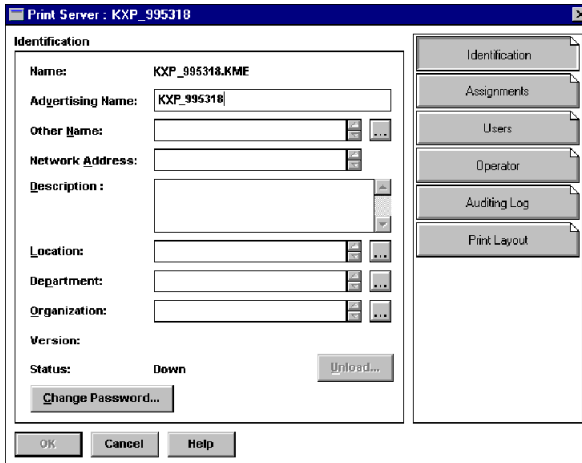 Print Server : KXP_995318
Identification
Name: KXP_995318.KME
Advertising Name: KXP_995318
Other Name: ...
Network Address:
Description :
Location: ...
Department: ...
Organization: ...
Version:
Status: Down Unload...
Change Password...
OK Cancel Help
Identification
Assignments
Users
Operator
Auditing Log
Print Layout